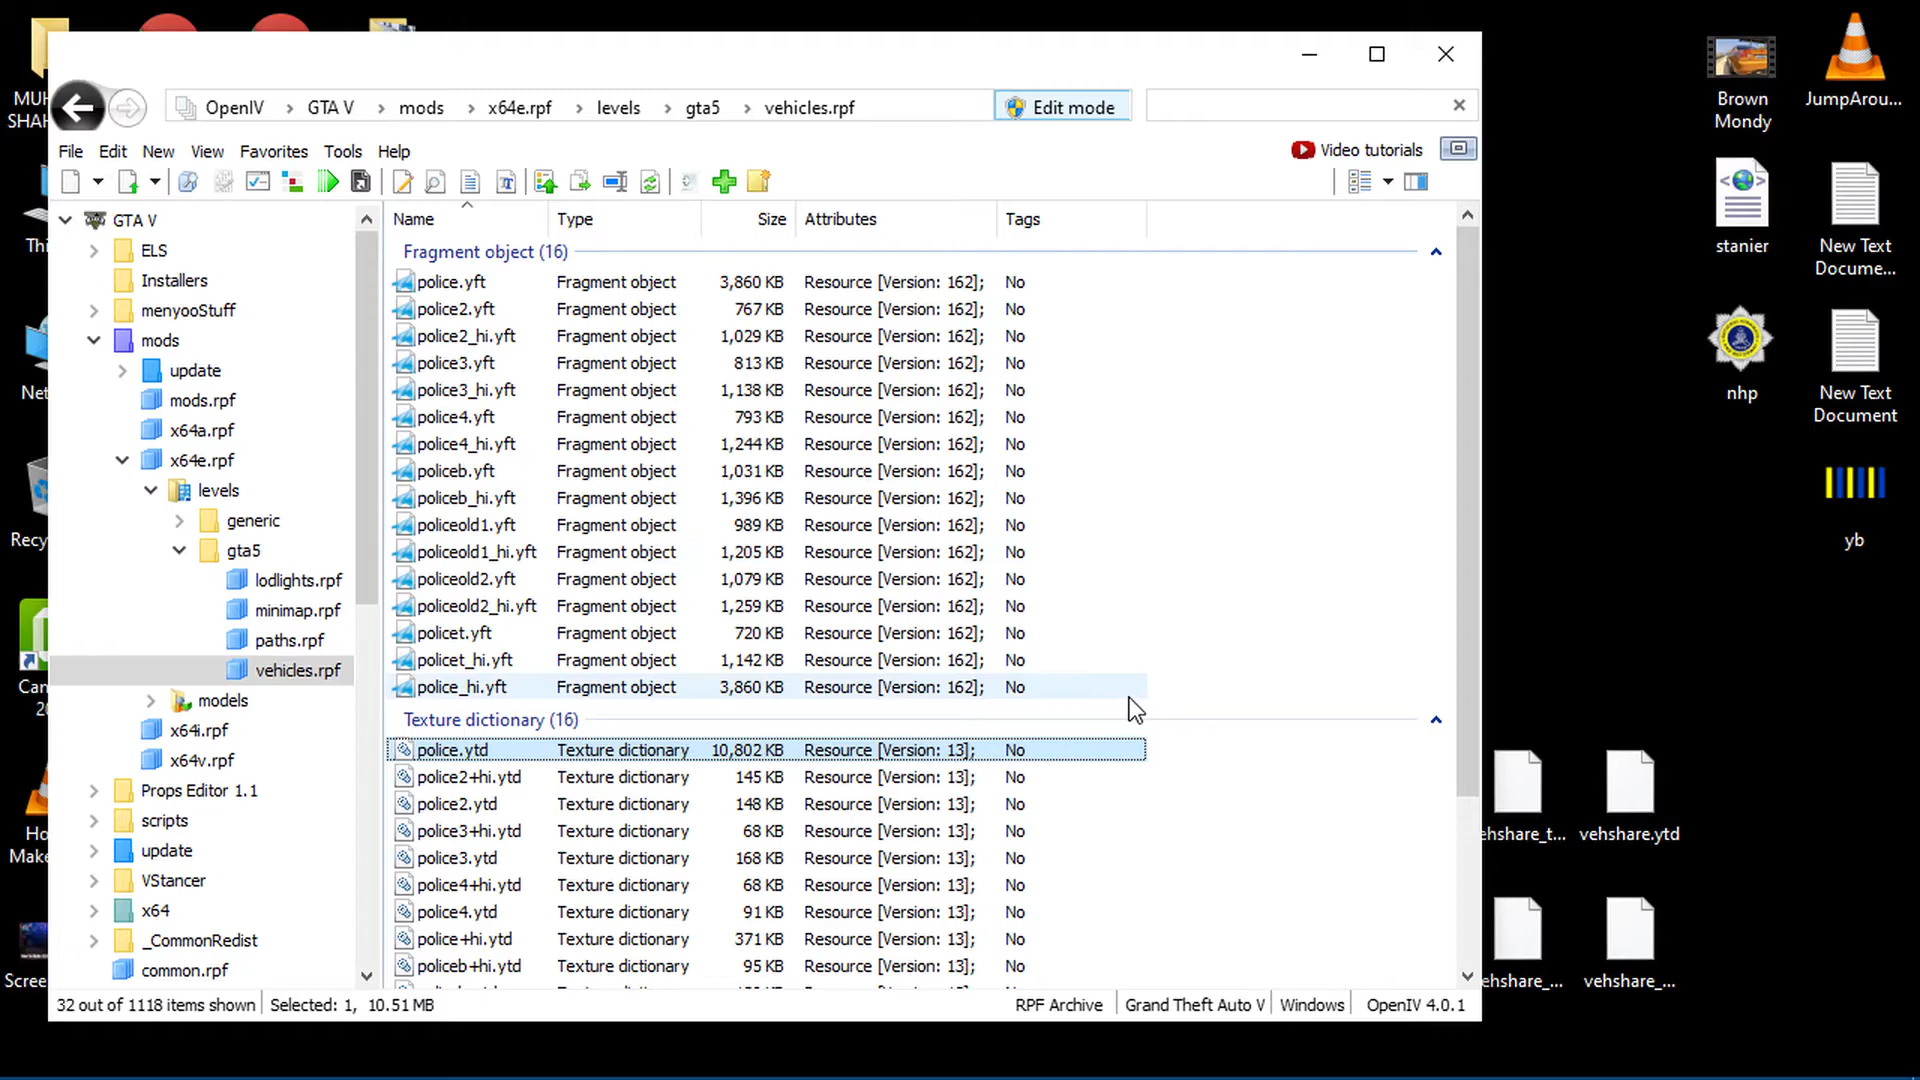 OpenIV GTA V mods x64e.rpf levels gta5 vehicles.rpf Edit mode
File Edit New View Favorites Tools Help Video tutorials
GTA V
ELS
Installers
menyooStuff
mods
update
mods.rpf
x64a.rpf
x64e.rpf
levels
generic
gta5
lodlights.rpf
minimap.rpf
paths.rpf
vehicles.rpf
models
x64i.rpf
x64v.rpf
Props Editor 1.1
scripts
update
VStancer
x64
_CommonRedist
common.rpf
Name Type Size Attributes Tags
Fragment object (16)
police.yft Fragment object 3,860 KB Resource [Version: 162]; No
police2.yft Fragment object 767 KB Resource [Version: 162]; No
police2_hi.yft Fragment object 1,029 KB Resource [Version: 162]; No
police3.yft Fragment object 813 KB Resource [Version: 162]; No
police3_hi.yft Fragment object 1,138 KB Resource [Version: 162]; No
police4.yft Fragment object 793 KB Resource [Version: 162]; No
police4_hi.yft Fragment object 1,244 KB Resource [Version: 162]; No
policeb.yft Fragment object 1,031 KB Resource [Version: 162]; No
policeb_hi.yft Fragment object 1,396 KB Resource [Version: 162]; No
policeold1.yft Fragment object 989 KB Resource [Version: 162]; No
policeold1_hi.yft Fragment object 1,205 KB Resource [Version: 162]; No
policeold2.yft Fragment object 1,079 KB Resource [Version: 162]; No
policeold2_hi.yft Fragment object 1,259 KB Resource [Version: 162]; No
policet.yft Fragment object 720 KB Resource [Version: 162]; No
policet_hi.yft Fragment object 1,142 KB Resource [Version: 162]; No
police_hi.yft Fragment object 3,860 KB Resource [Version: 162]; No
Texture dictionary (16)
police.ytd Texture dictionary 10,802 KB Resource [Version: 13]; No
police2+hi.ytd Texture dictionary 145 KB Resource [Version: 13]; No
police2.ytd Texture dictionary 148 KB Resource [Version: 13]; No
police3+hi.ytd Texture dictionary 68 KB Resource [Version: 13]; No
police3.ytd Texture dictionary 168 KB Resource [Version: 13]; No
police4+hi.ytd Texture dictionary 68 KB Resource [Version: 13]; No
police4.ytd Texture dictionary 91 KB Resource [Version: 13]; No
police+hi.ytd Texture dictionary 371 KB Resource [Version: 13]; No
policeb+hi.ytd Texture dictionary 95 KB Resource [Version: 13]; No
32 out of 1118 items shown Selected: 1, 10.51 MB RPF Archive Grand Theft Auto V Windows OpenIV 4.0.1
MUH
SHAH
Thi
Net
Recy
Can
20
Ho
Make
Scree
Brown
Mondy
JumpArou...
stanier
New Text
Docume...
nhp
New Text
Document
yb
ehshare_t...
vehshare.ytd
ehshare_...
vehshare_...